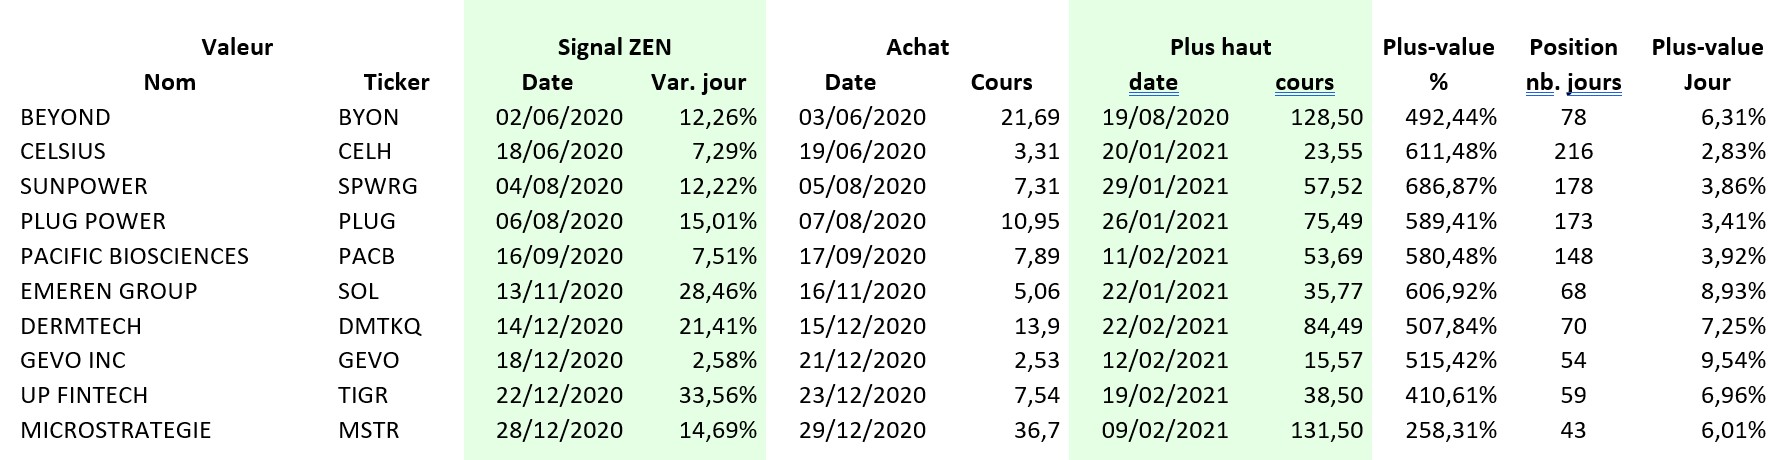 Valeur Signal ZEN Achat Plus haut Plus-value Position Plus-value
Nom Ticker Date Var. jour Date Cours date cours % nb. jours Jour
BEYOND BYON 02/06/2020 12,26% 03/06/2020 21,69 19/08/2020 128,50 492,44% 78 6,31%
CELSIUS CELH 18/06/2020 7,29% 19/06/2020 3,31 20/01/2021 23,55 611,48% 216 2,83%
SUNPOWER SPWRG 04/08/2020 12,22% 05/08/2020 7,31 29/01/2021 57,52 686,87% 178 3,86%
PLUG POWER PLUG 06/08/2020 15,01% 07/08/2020 10,95 26/01/2021 75,49 589,41% 173 3,41%
PACIFIC BIOSCIENCES PACB 16/09/2020 7,51% 17/09/2020 7,89 11/02/2021 53,69 580,48% 148 3,92%
EMEREN GROUP SOL 13/11/2020 28,46% 16/11/2020 5,06 22/01/2021 35,77 606,92% 68 8,93%
DERMTECH DMTKQ 14/12/2020 21,41% 15/12/2020 13,9 22/02/2021 84,49 507,84% 70 7,25%
GEVO INC GEVO 18/12/2020 2,58% 21/12/2020 2,53 12/02/2021 15,57 515,42% 54 9,54%
UP FINTECH TIGR 22/12/2020 33,56% 23/12/2020 7,54 19/02/2021 38,50 410,61% 59 6,96%
MICROSTRATEGIE MSTR 28/12/2020 14,69% 29/12/2020 36,7 09/02/2021 131,50 258,31% 43 6,01%